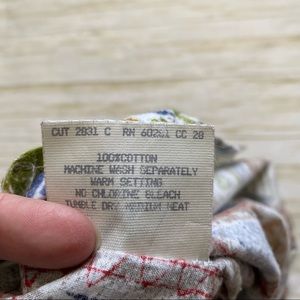 CUT 2831 C RN 60261 CC 20
100%COTTON
MACHINE WASH SEPARATELY
WARM SETTING
NO CHLORINE BLEACH
TUMBLE DRY MEDIUM HEAT